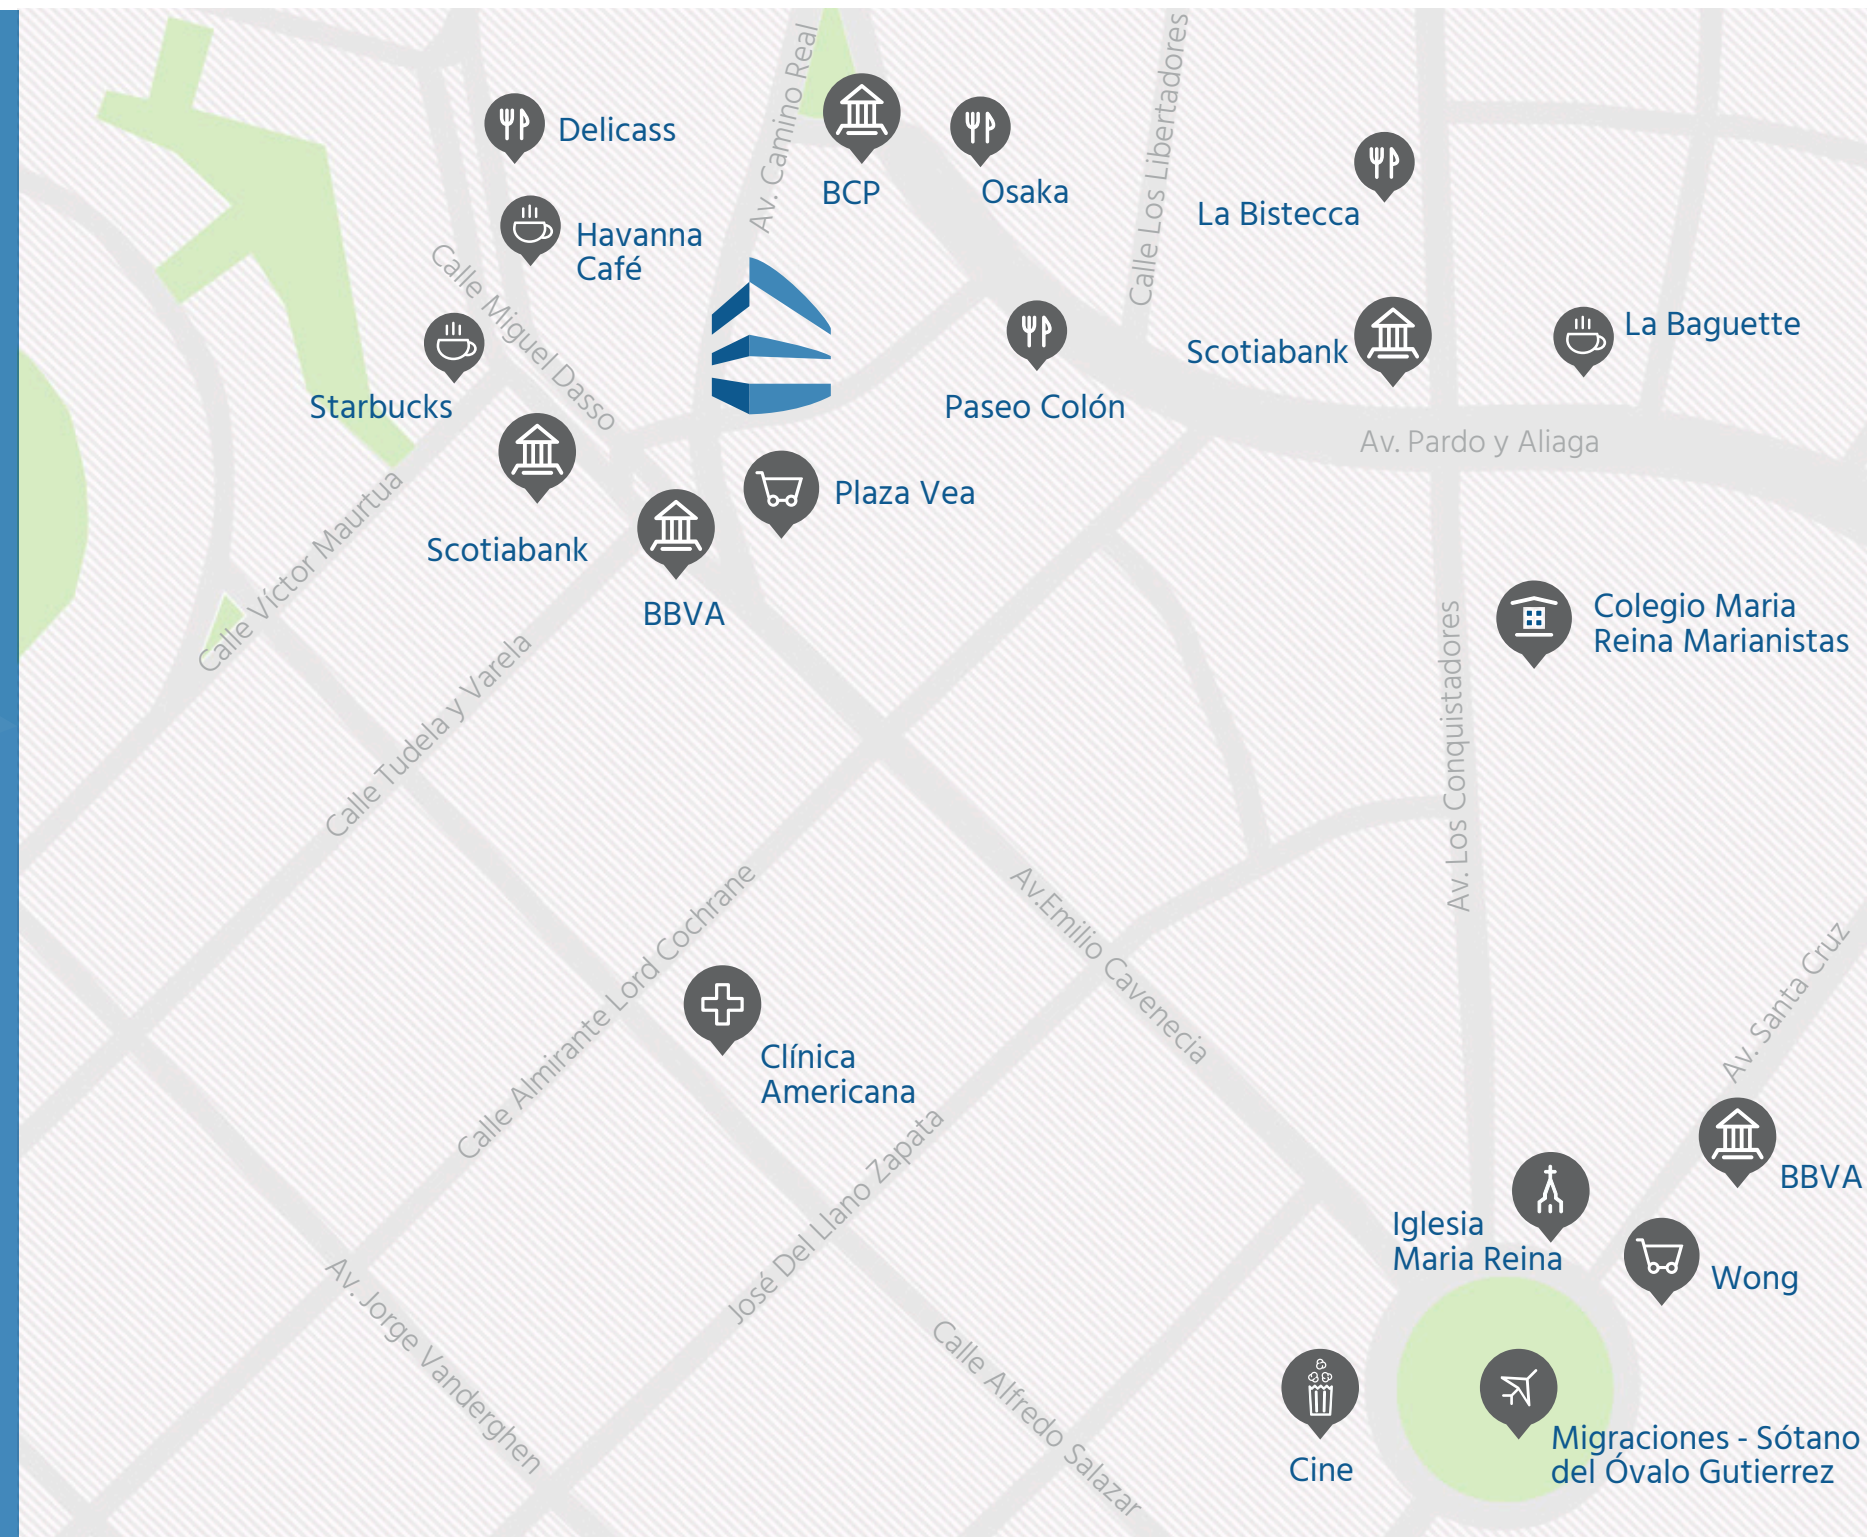 Av. Camino Real
Calle Los Libertadores
Delicass
BCP
Osaka
La Bistecca
Havanna
Café
Calle Miguel Dasso
La Baguette
Scotiabank
Starbucks
Paseo Colón
Av. Pardo y Aliaga
Plaza Vea
Scotiabank
Calle Víctor Maurtua
BBVA
Colegio Maria
Reina Marianistas
Calle Tudela y Varela
Av. Los Conquistadores
Av.Emilio Cavenecia
Calle Almirante Lord Cochrane
Av. Santa Cruz
Clínica
Americana
José Del Llano Zapata
BBVA
Iglesia
Maria Reina
Wong
Av. Jorge Vanderghen
Calle Alfredo Salazar
Cine
Migraciones - Sótano
del Óvalo Gutierrez